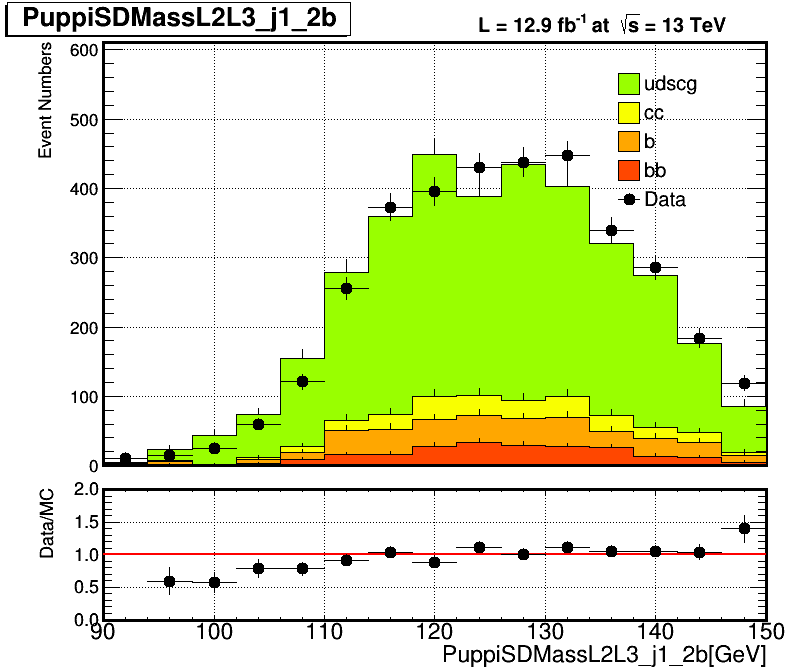 PuppiSDMassL2L3_j1_2b
L = 12.9 fb⁻¹ at √s = 13 TeV
Event Numbers
600
500
400
300
200
100
0
udscg
cc
b
bb
Data
Data/MC
2.0
1.5
1.0
0.5
0.0
90 100 110 120 130 140 150
PuppiSDMassL2L3_j1_2b[GeV]